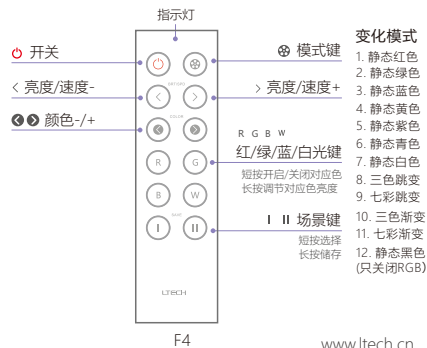 指示灯
开关
亮度/速度-
颜色-/+
模式键
亮度/速度+
R G B W
红/绿/蓝/白光键
短按开启/关闭对应色
长按调节对应色亮度
I II 场景键
短按选择
长按储存
COLOR
R G
B W
I II
LTECH
F4
变化模式
1. 静态红色
2. 静态绿色
3. 静态蓝色
4. 静态黄色
5. 静态紫色
6. 静态青色
7. 静态白色
8. 三色跳变
9. 七彩跳变
10. 三色渐变
11. 七彩渐变
12. 静态黑色
(只关闭RGB)
www.ltech.cn